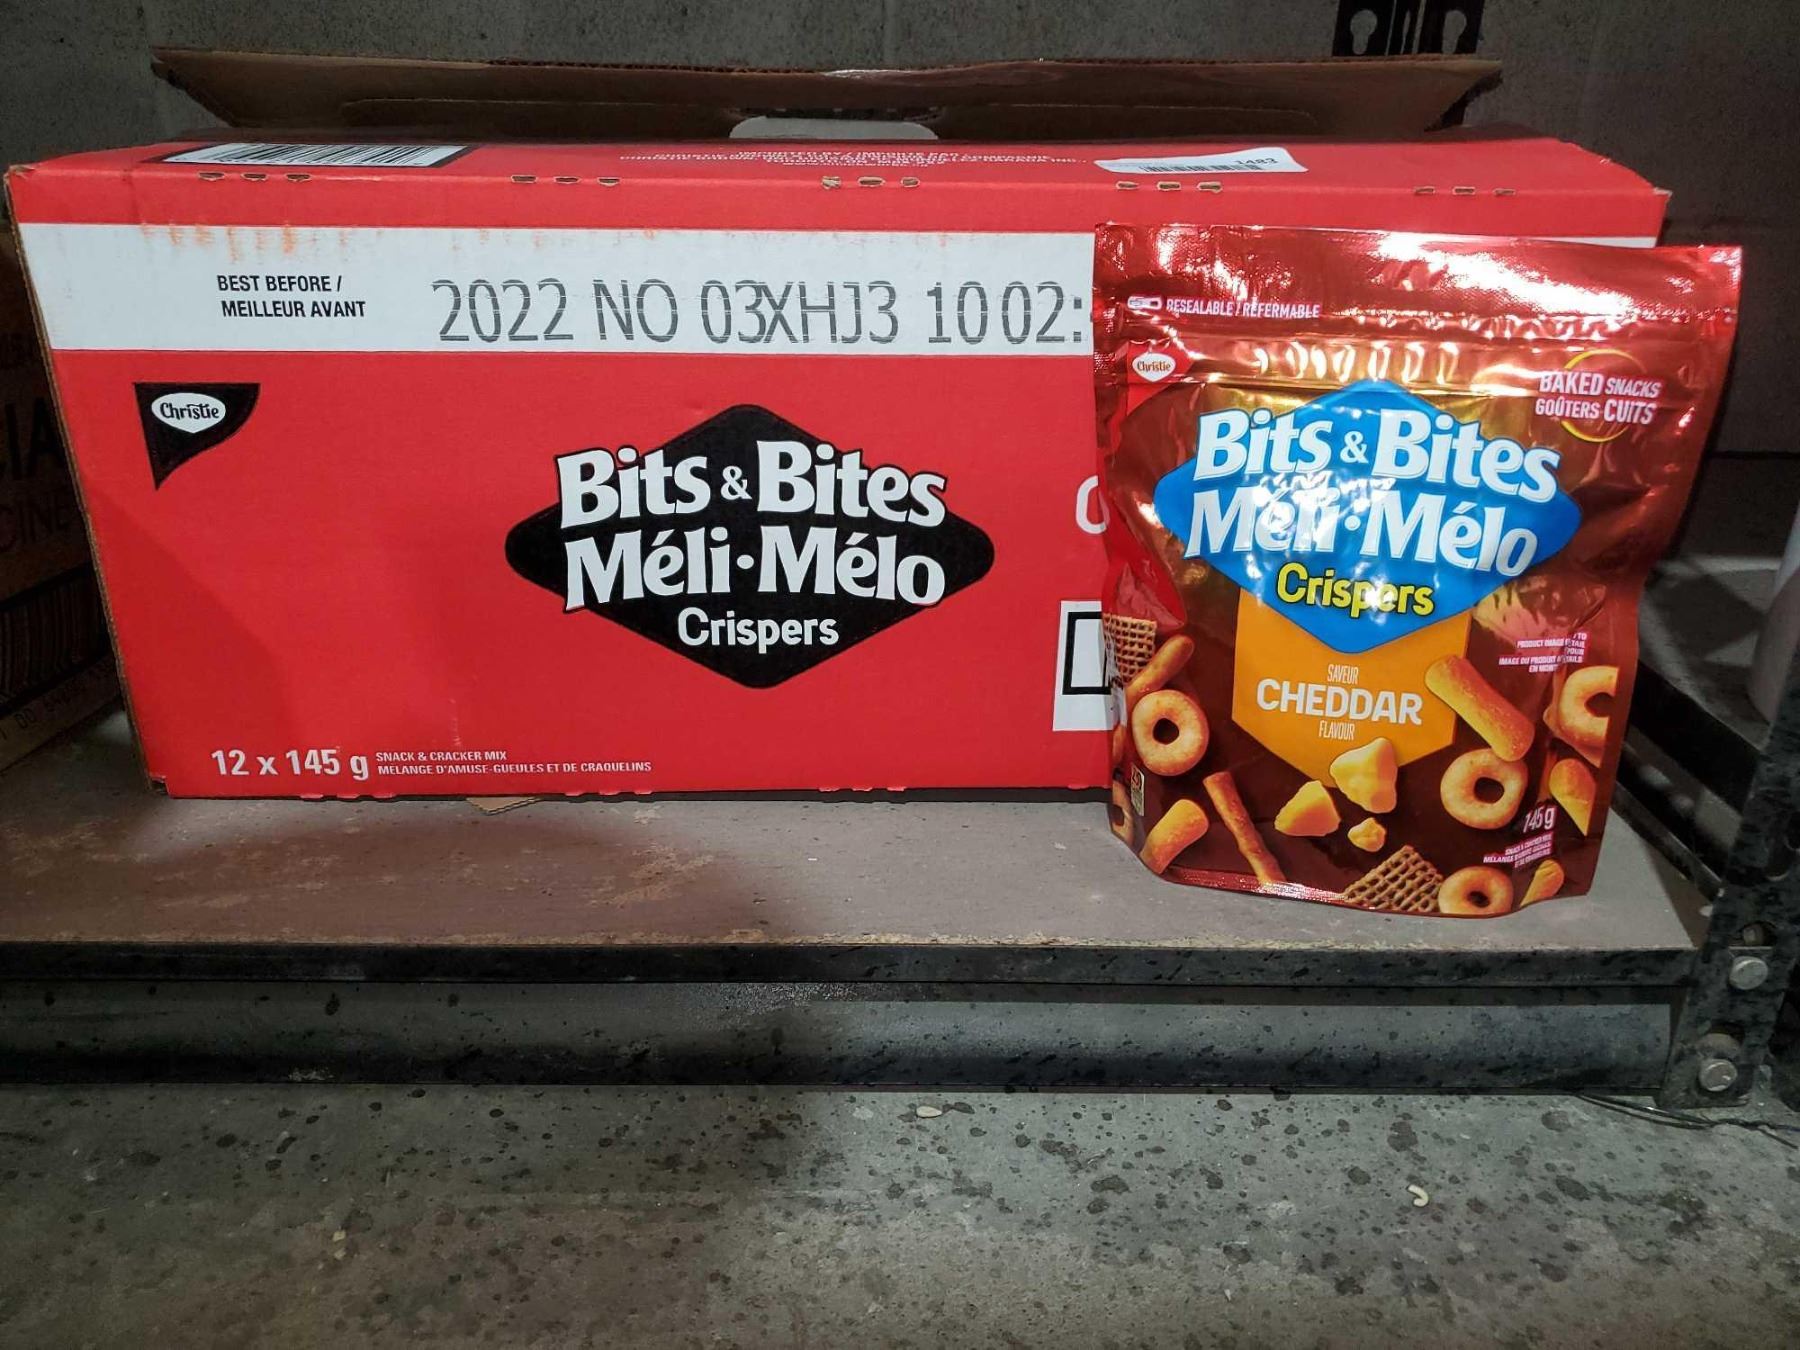 1483
BEST BEFORE /
MEILLEUR AVANT
2022 NO 03XHJ3 10 02:
Christie
Bits & Bites
Méli·Mélo
Crispers
12 x 145 g
SNACK & CRACKER MIX
MÉLANGE D'AMUSE-GUEULES ET DE CRAQUELINS
RESEALABLE / REFERMABLE
Christie
BAKED SNACKS
GOÛTERS CUITS
Bits & Bites
Méli·Mélo
Crispers
SAVEUR
CHEDDAR
FLAVOUR
145 g